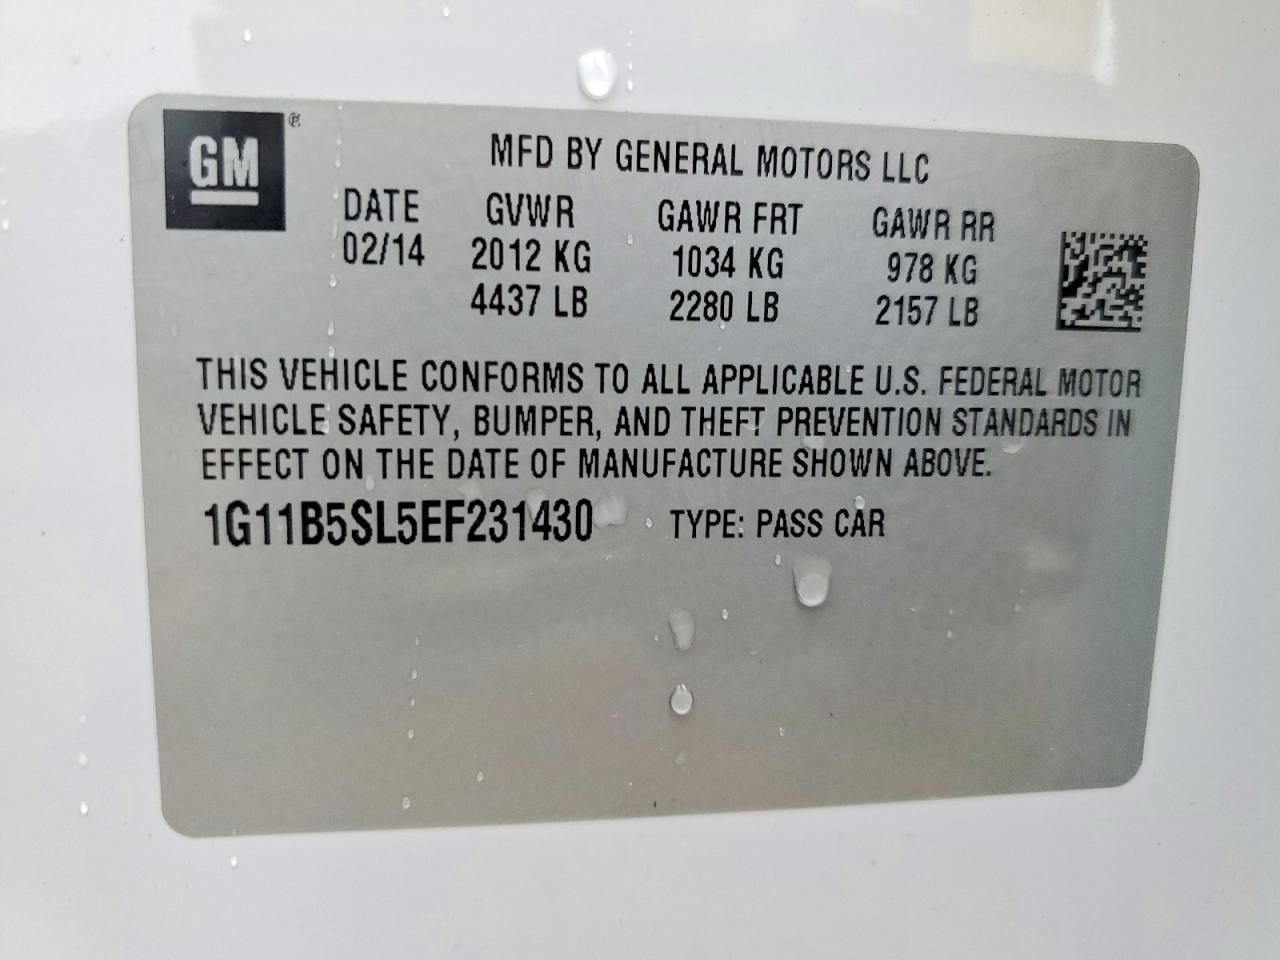 GM
MFD BY GENERAL MOTORS LLC
DATE GVWR GAWR FRT GAWR RR
02/14 2012 KG 1034 KG 978 KG
4437 LB 2280 LB 2157 LB
THIS VEHICLE CONFORMS TO ALL APPLICABLE U.S. FEDERAL MOTOR
VEHICLE SAFETY, BUMPER, AND THEFT PREVENTION STANDARDS IN
EFFECT ON THE DATE OF MANUFACTURE SHOWN ABOVE.
1G11B5SL5EF231430 TYPE: PASS CAR